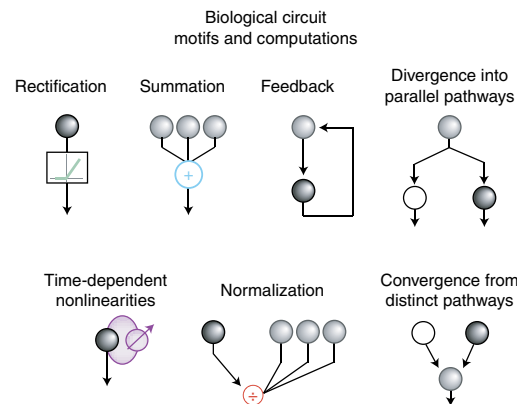 Biological circuit
motifs and computations
Rectification
Summation
Feedback
Divergence into
parallel pathways
+
Time-dependent
nonlinearities
Normalization
Convergence from
distinct pathways
÷